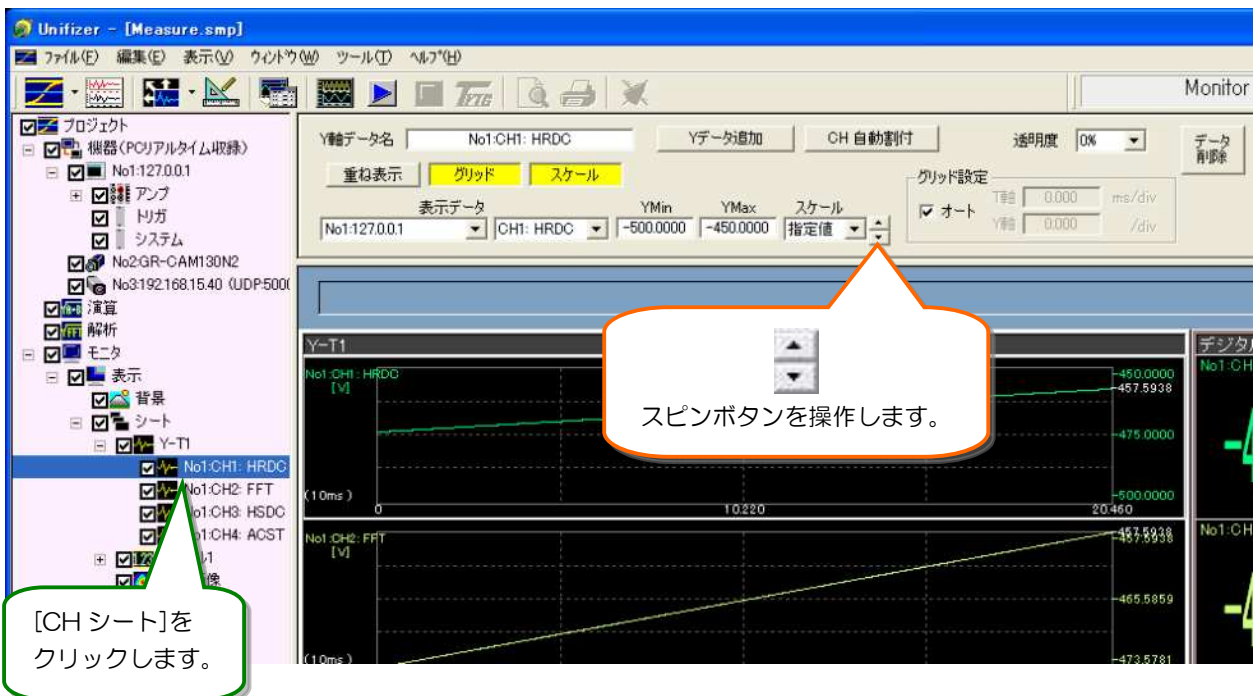 Unifizer - [Measure.smp]
ファイル(F) 編集(E) 表示(V) ウィンドウ(W) ツール(T) ヘルプ(H)
Monitor
プロジェクト
機器(PCリアルタイム収録)
No1:127.0.0.1
アンプ
トリガ
システム
No2:GR-CAM130N2
No3:192.168.15.40 (UDP:5000
演算
解析
モニタ
表示
背景
シート
Y-T1
No1:CH1: HRDC
No1:CH2: FFT
No1:CH3: HSDC
No1:CH4: ACST
Y軸データ名 No1:CH1: HRDC Yデータ追加 CH 自動割付 透明度 0% データ削除
重ね表示 グリッド スケール
表示データ YMin YMax スケール
No1:127.0.0.1 CH1: HRDC -500.0000 -450.0000 指定値
グリッド設定
オート
T軸 0.000 ms/div
Y軸 0.000 /div
Y-T1
No1:CH1: HRDC
[V]
-450.0000
-457.5938
-475.0000
-500.0000
(10ms)
0 10.220 20.460
No1:CH2: FFT
[V]
-457.5938
-465.5859
-473.5781
(10ms)
デジタル
No1:CH
No1:CH
スピンボタンを操作します。
[CH シート]を
クリックします。